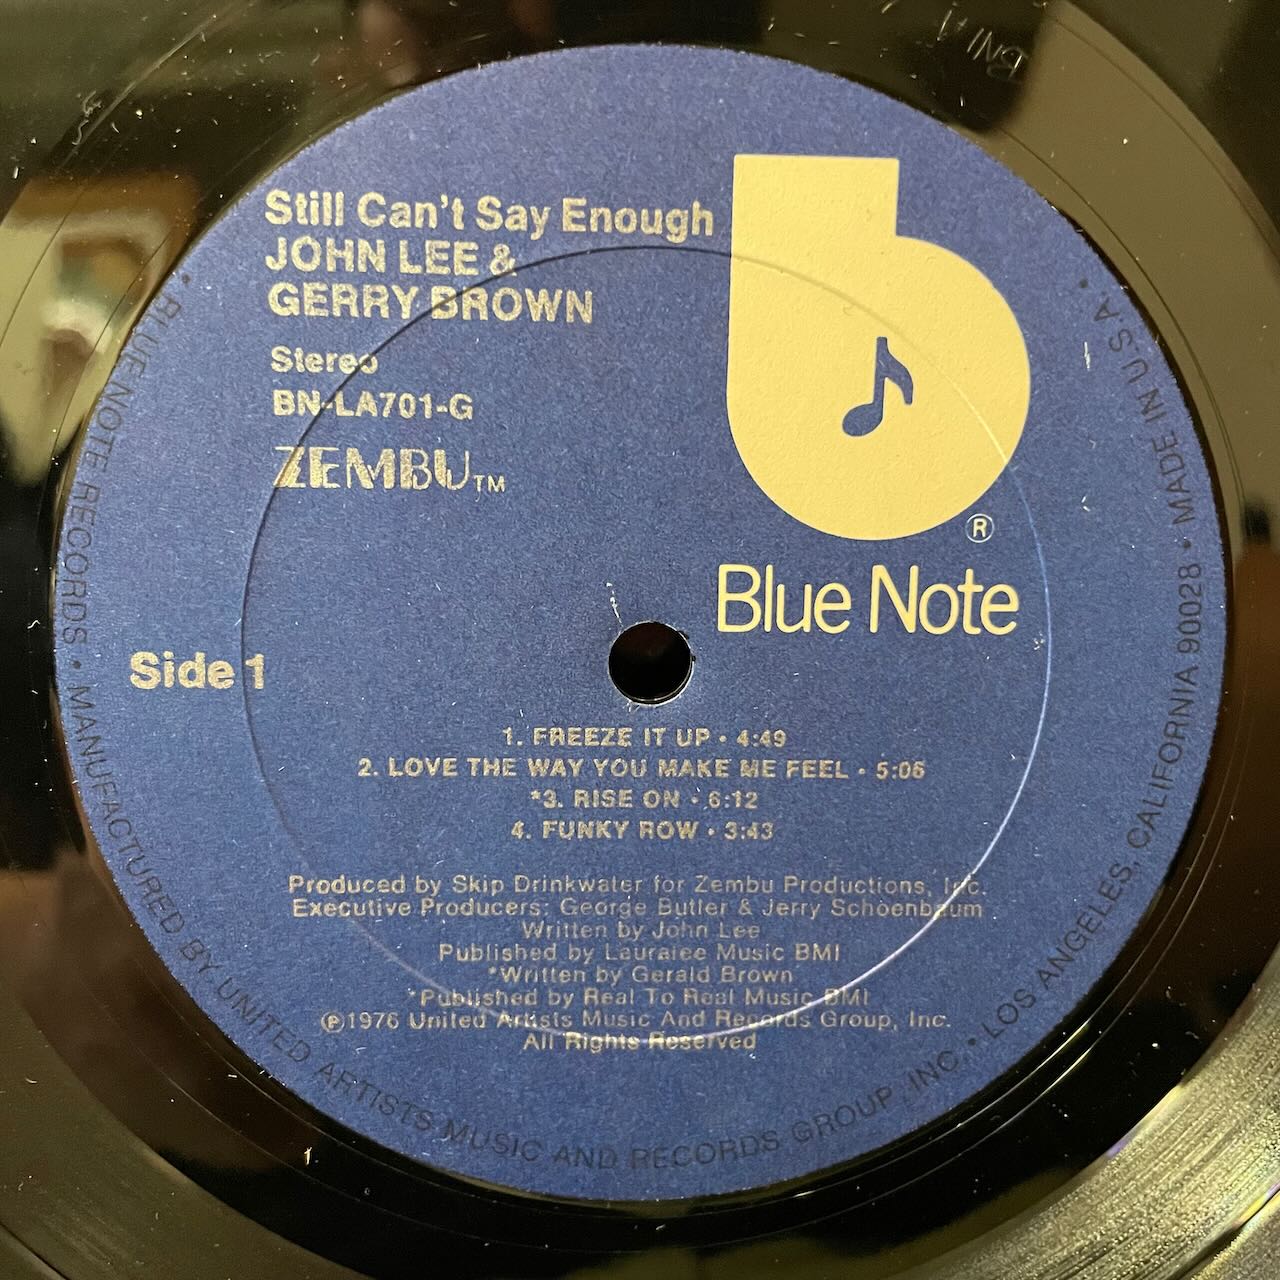 Still Can't Say Enough
JOHN LEE &
GERRY BROWN
Stereo
BN-LA701-G
ZEMBU TM
®
Blue Note
Side 1
1. FREEZE IT UP • 4:49
2. LOVE THE WAY YOU MAKE ME FEEL • 5:06
*3. RISE ON • 6:12
4. FUNKY ROW • 3:43
Produced by Skip Drinkwater for Zembu Productions, Inc.
Executive Producers: George Butler & Jerry Schoenbaum
Written by John Lee
Published by Lauralee Music BMI
*Written by Gerald Brown
*Published by Real To Real Music BMI
℗1976 United Artists Music And Records Group, Inc.
All Rights Reserved
• BLUE NOTE RECORDS • MANUFACTURED BY UNITED ARTISTS MUSIC AND RECORDS GROUP, INC. • LOS ANGELES, CALIFORNIA 90028 • MADE IN U.S.A. •